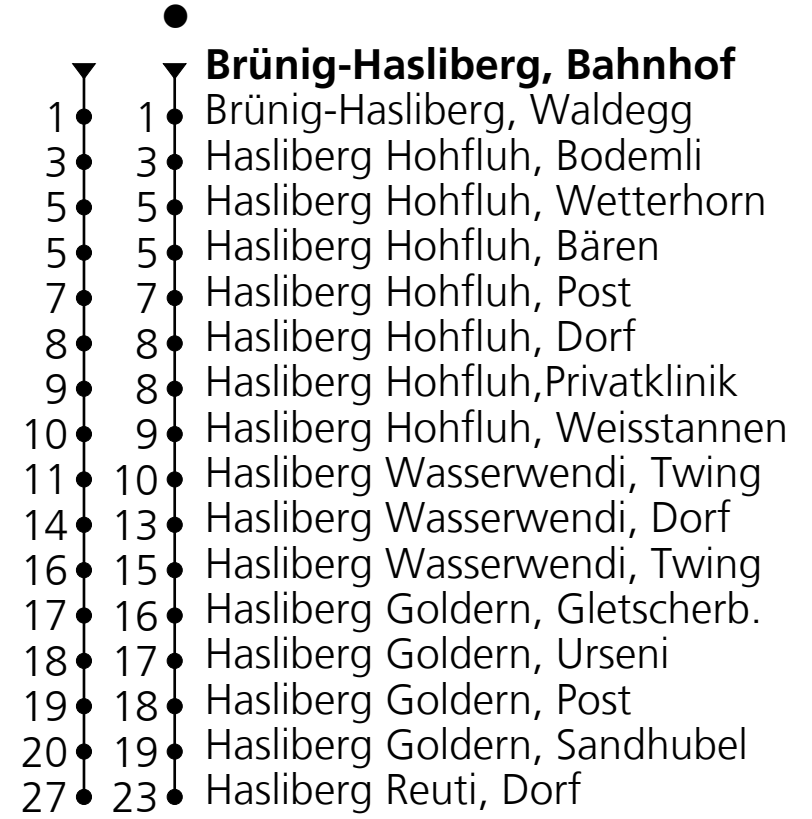 Brünig-Hasliberg, Bahnhof
1 1 Brünig-Hasliberg, Waldegg
3 3 Hasliberg Hohfluh, Bodemli
5 5 Hasliberg Hohfluh, Wetterhorn
5 5 Hasliberg Hohfluh, Bären
7 7 Hasliberg Hohfluh, Post
8 8 Hasliberg Hohfluh, Dorf
9 8 Hasliberg Hohfluh,Privatklinik
10 9 Hasliberg Hohfluh, Weisstannen
11 10 Hasliberg Wasserwendi, Twing
14 13 Hasliberg Wasserwendi, Dorf
16 15 Hasliberg Wasserwendi, Twing
17 16 Hasliberg Goldern, Gletscherb.
18 17 Hasliberg Goldern, Urseni
19 18 Hasliberg Goldern, Post
20 19 Hasliberg Goldern, Sandhubel
27 23 Hasliberg Reuti, Dorf